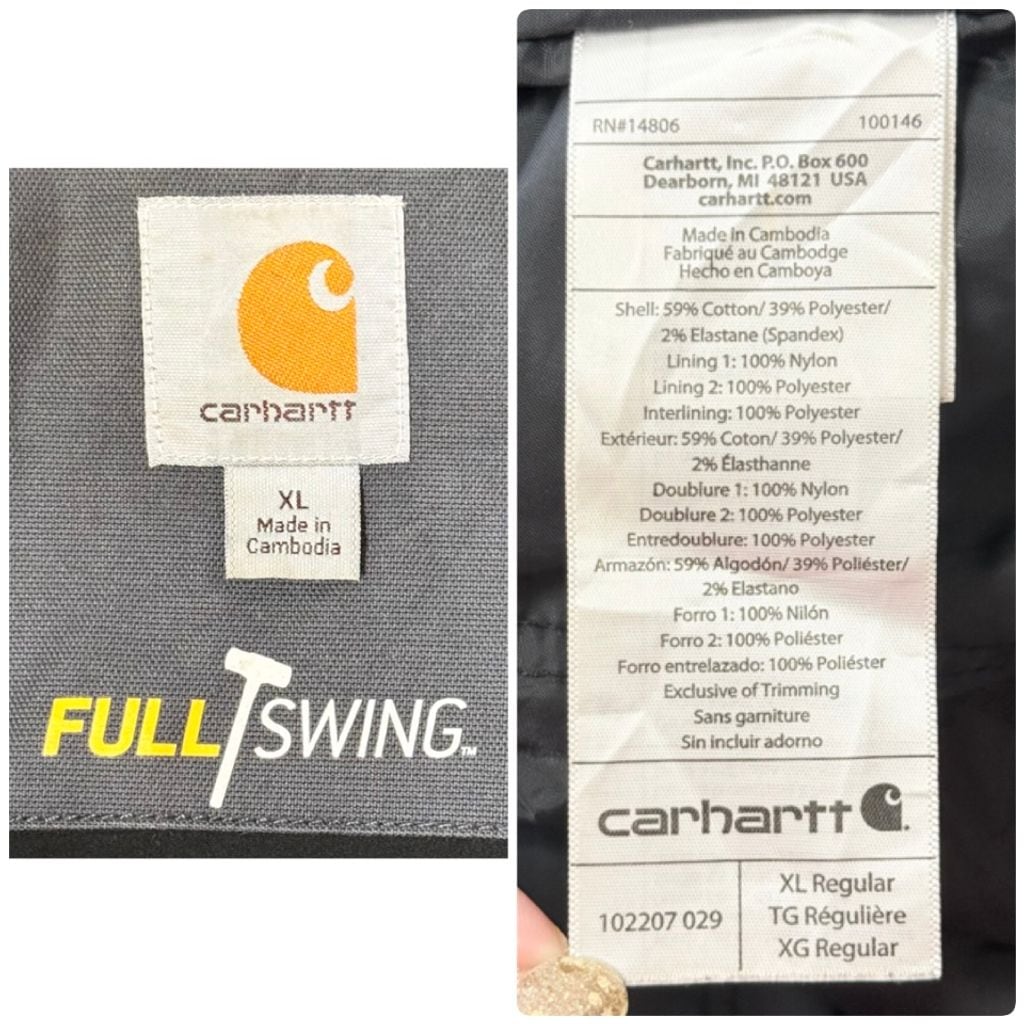 carhartt
XL
Made in
Cambodia
FULL SWING™
RN#14806 100146
Carhartt, Inc. P.O. Box 600
Dearborn, MI 48121 USA
carhartt.com
Made in Cambodia
Fabriqué au Cambodge
Hecho en Camboya
Shell: 59% Cotton/ 39% Polyester/
2% Elastane (Spandex)
Lining 1: 100% Nylon
Lining 2: 100% Polyester
Interlining: 100% Polyester
Extérieur: 59% Coton/ 39% Polyester/
2% Élasthanne
Doublure 1: 100% Nylon
Doublure 2: 100% Polyester
Entredoublure: 100% Polyester
Armazón: 59% Algodón/ 39% Poliéster/
2% Elastano
Forro 1: 100% Nilón
Forro 2: 100% Poliéster
Forro entrelazado: 100% Poliéster
Exclusive of Trimming
Sans garniture
Sin incluir adorno
carhartt
102207 029
XL Regular
TG Régulière
XG Regular